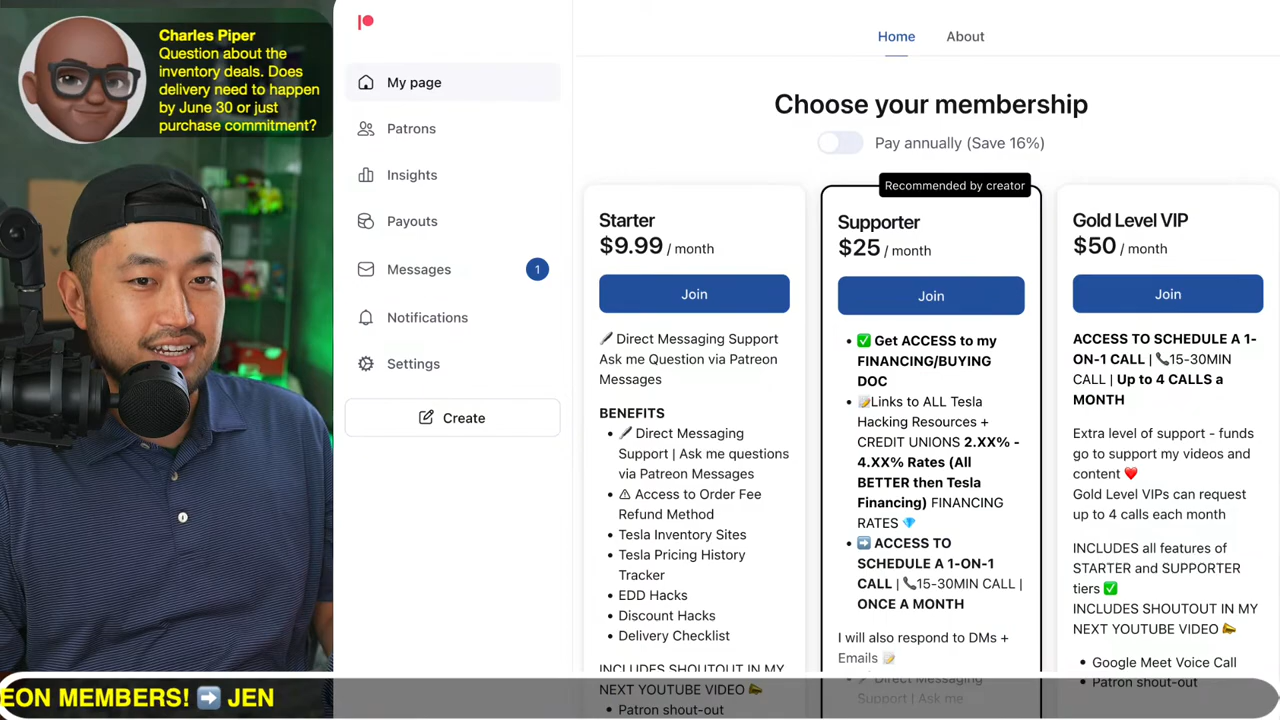 Charles Piper
Question about the
inventory deals. Does
delivery need to happen
by June 30 or just
purchase commitment?
My page
Patrons
Insights
Payouts
Messages
1
Notifications
Settings
Create
Home
About
Choose your membership
Pay annually (Save 16%)
Starter
$9.99 / month
Join
🖊️ Direct Messaging Support
Ask me Question via Patreon
Messages
BENEFITS
• 🖊️ Direct Messaging
Support | Ask me questions
via Patreon Messages
• ⚠ Access to Order Fee
Refund Method
• Tesla Inventory Sites
• Tesla Pricing History
Tracker
• EDD Hacks
• Discount Hacks
• Delivery Checklist
INCLUDES SHOUTOUT IN MY
NEXT YOUTUBE VIDEO 📣
• Patron shout-out
Recommended by creator
Supporter
$25 / month
Join
• ✅ Get ACCESS to my
FINANCING/BUYING
DOC
• 📝Links to ALL Tesla
Hacking Resources +
CREDIT UNIONS 2.XX% -
4.XX% Rates (All
BETTER then Tesla
Financing) FINANCING
RATES 💎
• ➡️ ACCESS TO
SCHEDULE A 1-ON-1
CALL | 📞15-30MIN CALL |
ONCE A MONTH
I will also respond to DMs +
Emails 📝
• 🖊️ Direct Messaging
Support | Ask me
Gold Level VIP
$50 / month
Join
ACCESS TO SCHEDULE A 1-
ON-1 CALL | 📞15-30MIN
CALL | Up to 4 CALLS a
MONTH
Extra level of support - funds
go to support my videos and
content ❤️
Gold Level VIPs can request
up to 4 calls each month
INCLUDES all features of
STARTER and SUPPORTER
tiers ✅
INCLUDES SHOUTOUT IN MY
NEXT YOUTUBE VIDEO 📣
• Google Meet Voice Call
• Patron shout-out
EON MEMBERS! ➡️ JEN